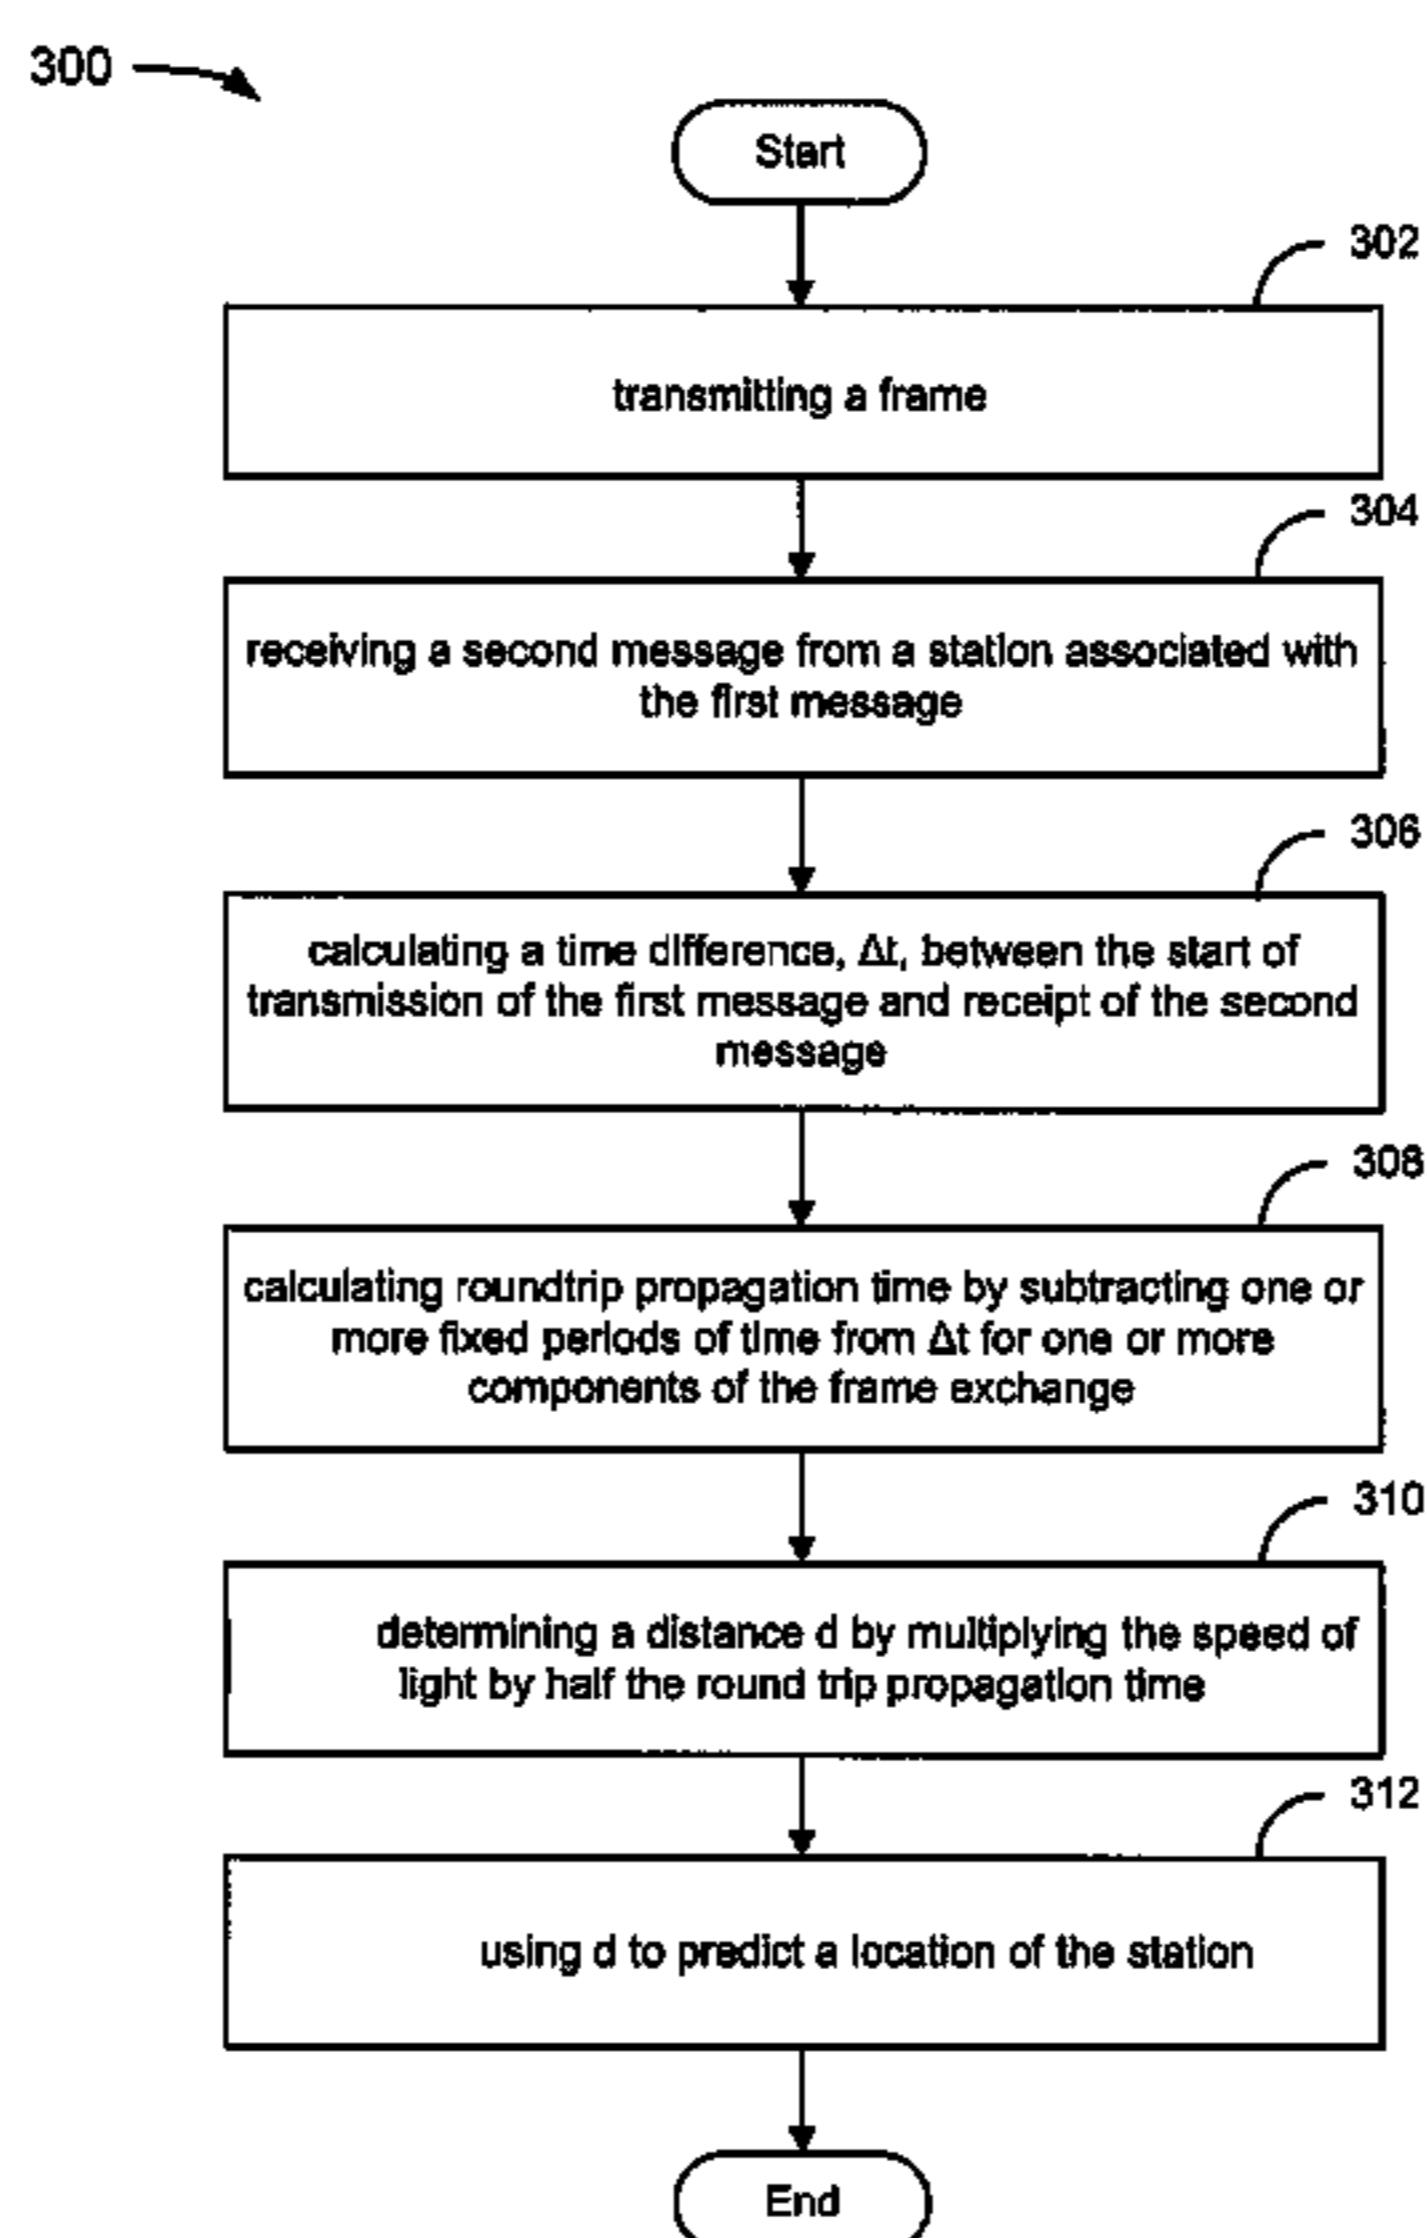 300
Start
302
transmitting a frame
304
receiving a second message from a station associated with
the first message
306
calculating a time difference, Δt, between the start of
transmission of the first message and receipt of the second
message
308
calculating roundtrip propagation time by subtracting one or
more fixed periods of time from Δt for one or more
components of the frame exchange
310
determining a distance d by multiplying the speed of
light by half the round trip propagation time
312
using d to predict a location of the station
End